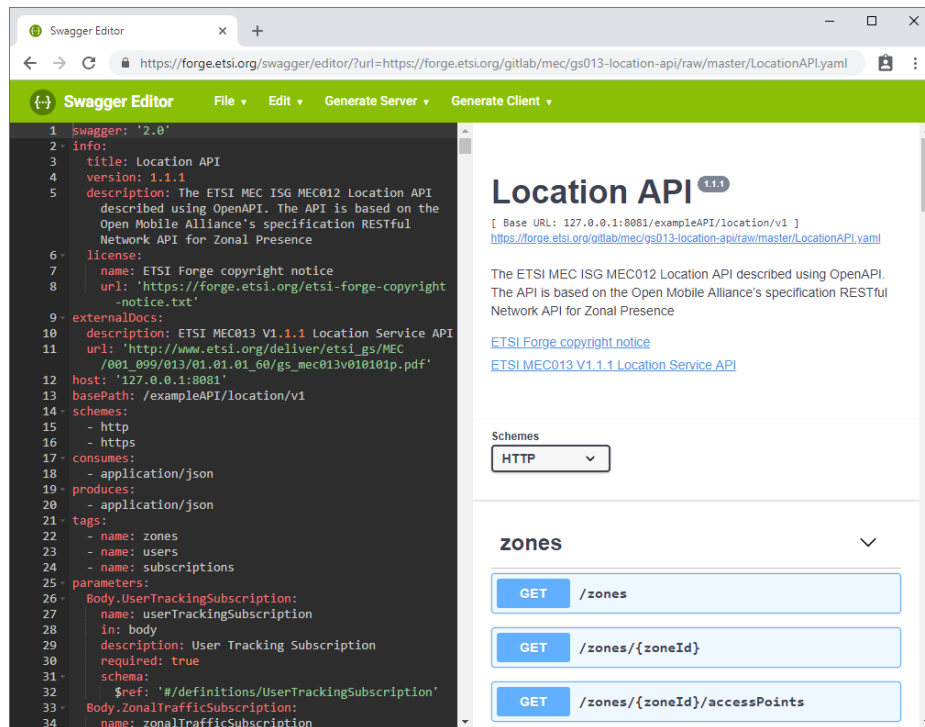 Swagger Editor
https://forge.etsi.org/swagger/editor/?url=https://forge.etsi.org/gitlab/mec/gs013-location-api/raw/master/LocationAPI.yaml
{··} Swagger Editor File Edit Generate Server Generate Client
1 swagger: '2.0'
2 info:
3 title: Location API
4 version: 1.1.1
5 description: The ETSI MEC ISG MEC012 Location API
described using OpenAPI. The API is based on the
Open Mobile Alliance's specification RESTful
Network API for Zonal Presence
6 license:
7 name: ETSI Forge copyright notice
8 url: 'https://forge.etsi.org/etsi-forge-copyright
-notice.txt'
9 externalDocs:
10 description: ETSI MEC013 V1.1.1 Location Service API
11 url: 'http://www.etsi.org/deliver/etsi_gs/MEC
/001_099/013/01.01.01_60/gs_mec013v010101p.pdf'
12 host: '127.0.0.1:8081'
13 basePath: /exampleAPI/location/v1
14 schemes:
15 - http
16 - https
17 consumes:
18 - application/json
19 produces:
20 - application/json
21 tags:
22 - name: zones
23 - name: users
24 - name: subscriptions
25 parameters:
26 Body.UserTrackingSubscription:
27 name: userTrackingSubscription
28 in: body
29 description: User Tracking Subscription
30 required: true
31 schema:
32 $ref: '#/definitions/UserTrackingSubscription'
33 Body.ZonalTrafficSubscription:
34 name: zonalTrafficSubscription
Location API 1.1.1
[ Base URL: 127.0.0.1:8081/exampleAPI/location/v1 ]
https://forge.etsi.org/gitlab/mec/gs013-location-api/raw/master/LocationAPI.yaml
The ETSI MEC ISG MEC012 Location API described using OpenAPI.
The API is based on the Open Mobile Alliance's specification RESTful
Network API for Zonal Presence
ETSI Forge copyright notice
ETSI MEC013 V1.1.1 Location Service API
Schemes
HTTP
zones
GET /zones
GET /zones/{zoneId}
GET /zones/{zoneId}/accessPoints